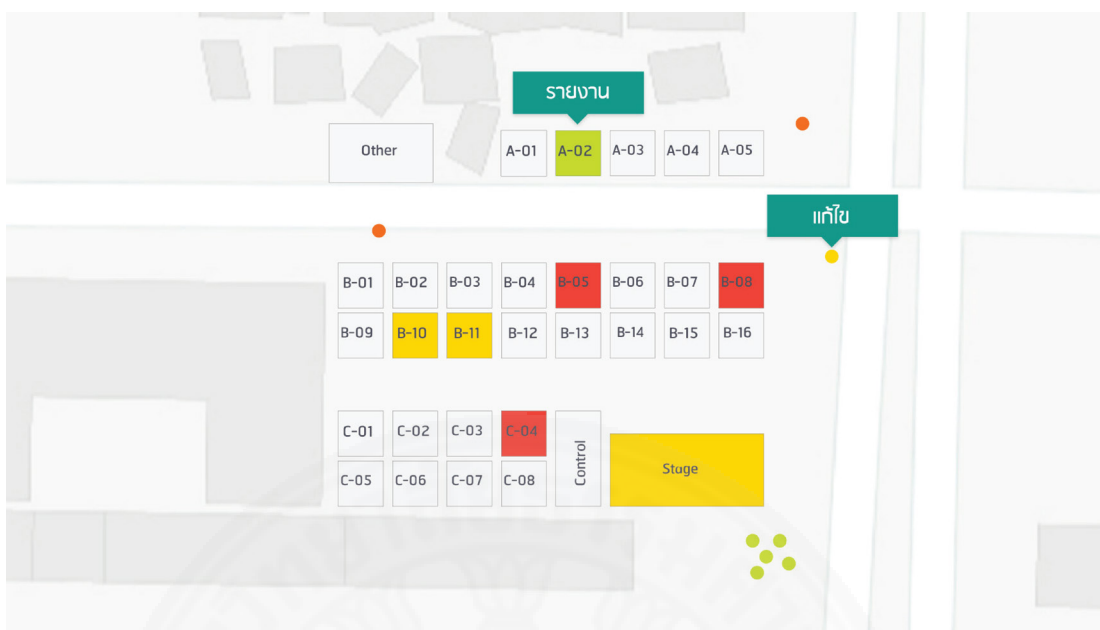 รายงาน
Other
A-01 A-02 A-03 A-04 A-05
แก้ไข
B-01 B-02 B-03 B-04 B-05 B-06 B-07 B-08
B-09 B-10 B-11 B-12 B-13 B-14 B-15 B-16
C-01 C-02 C-03 C-04
Control
Stage
C-05 C-06 C-07 C-08